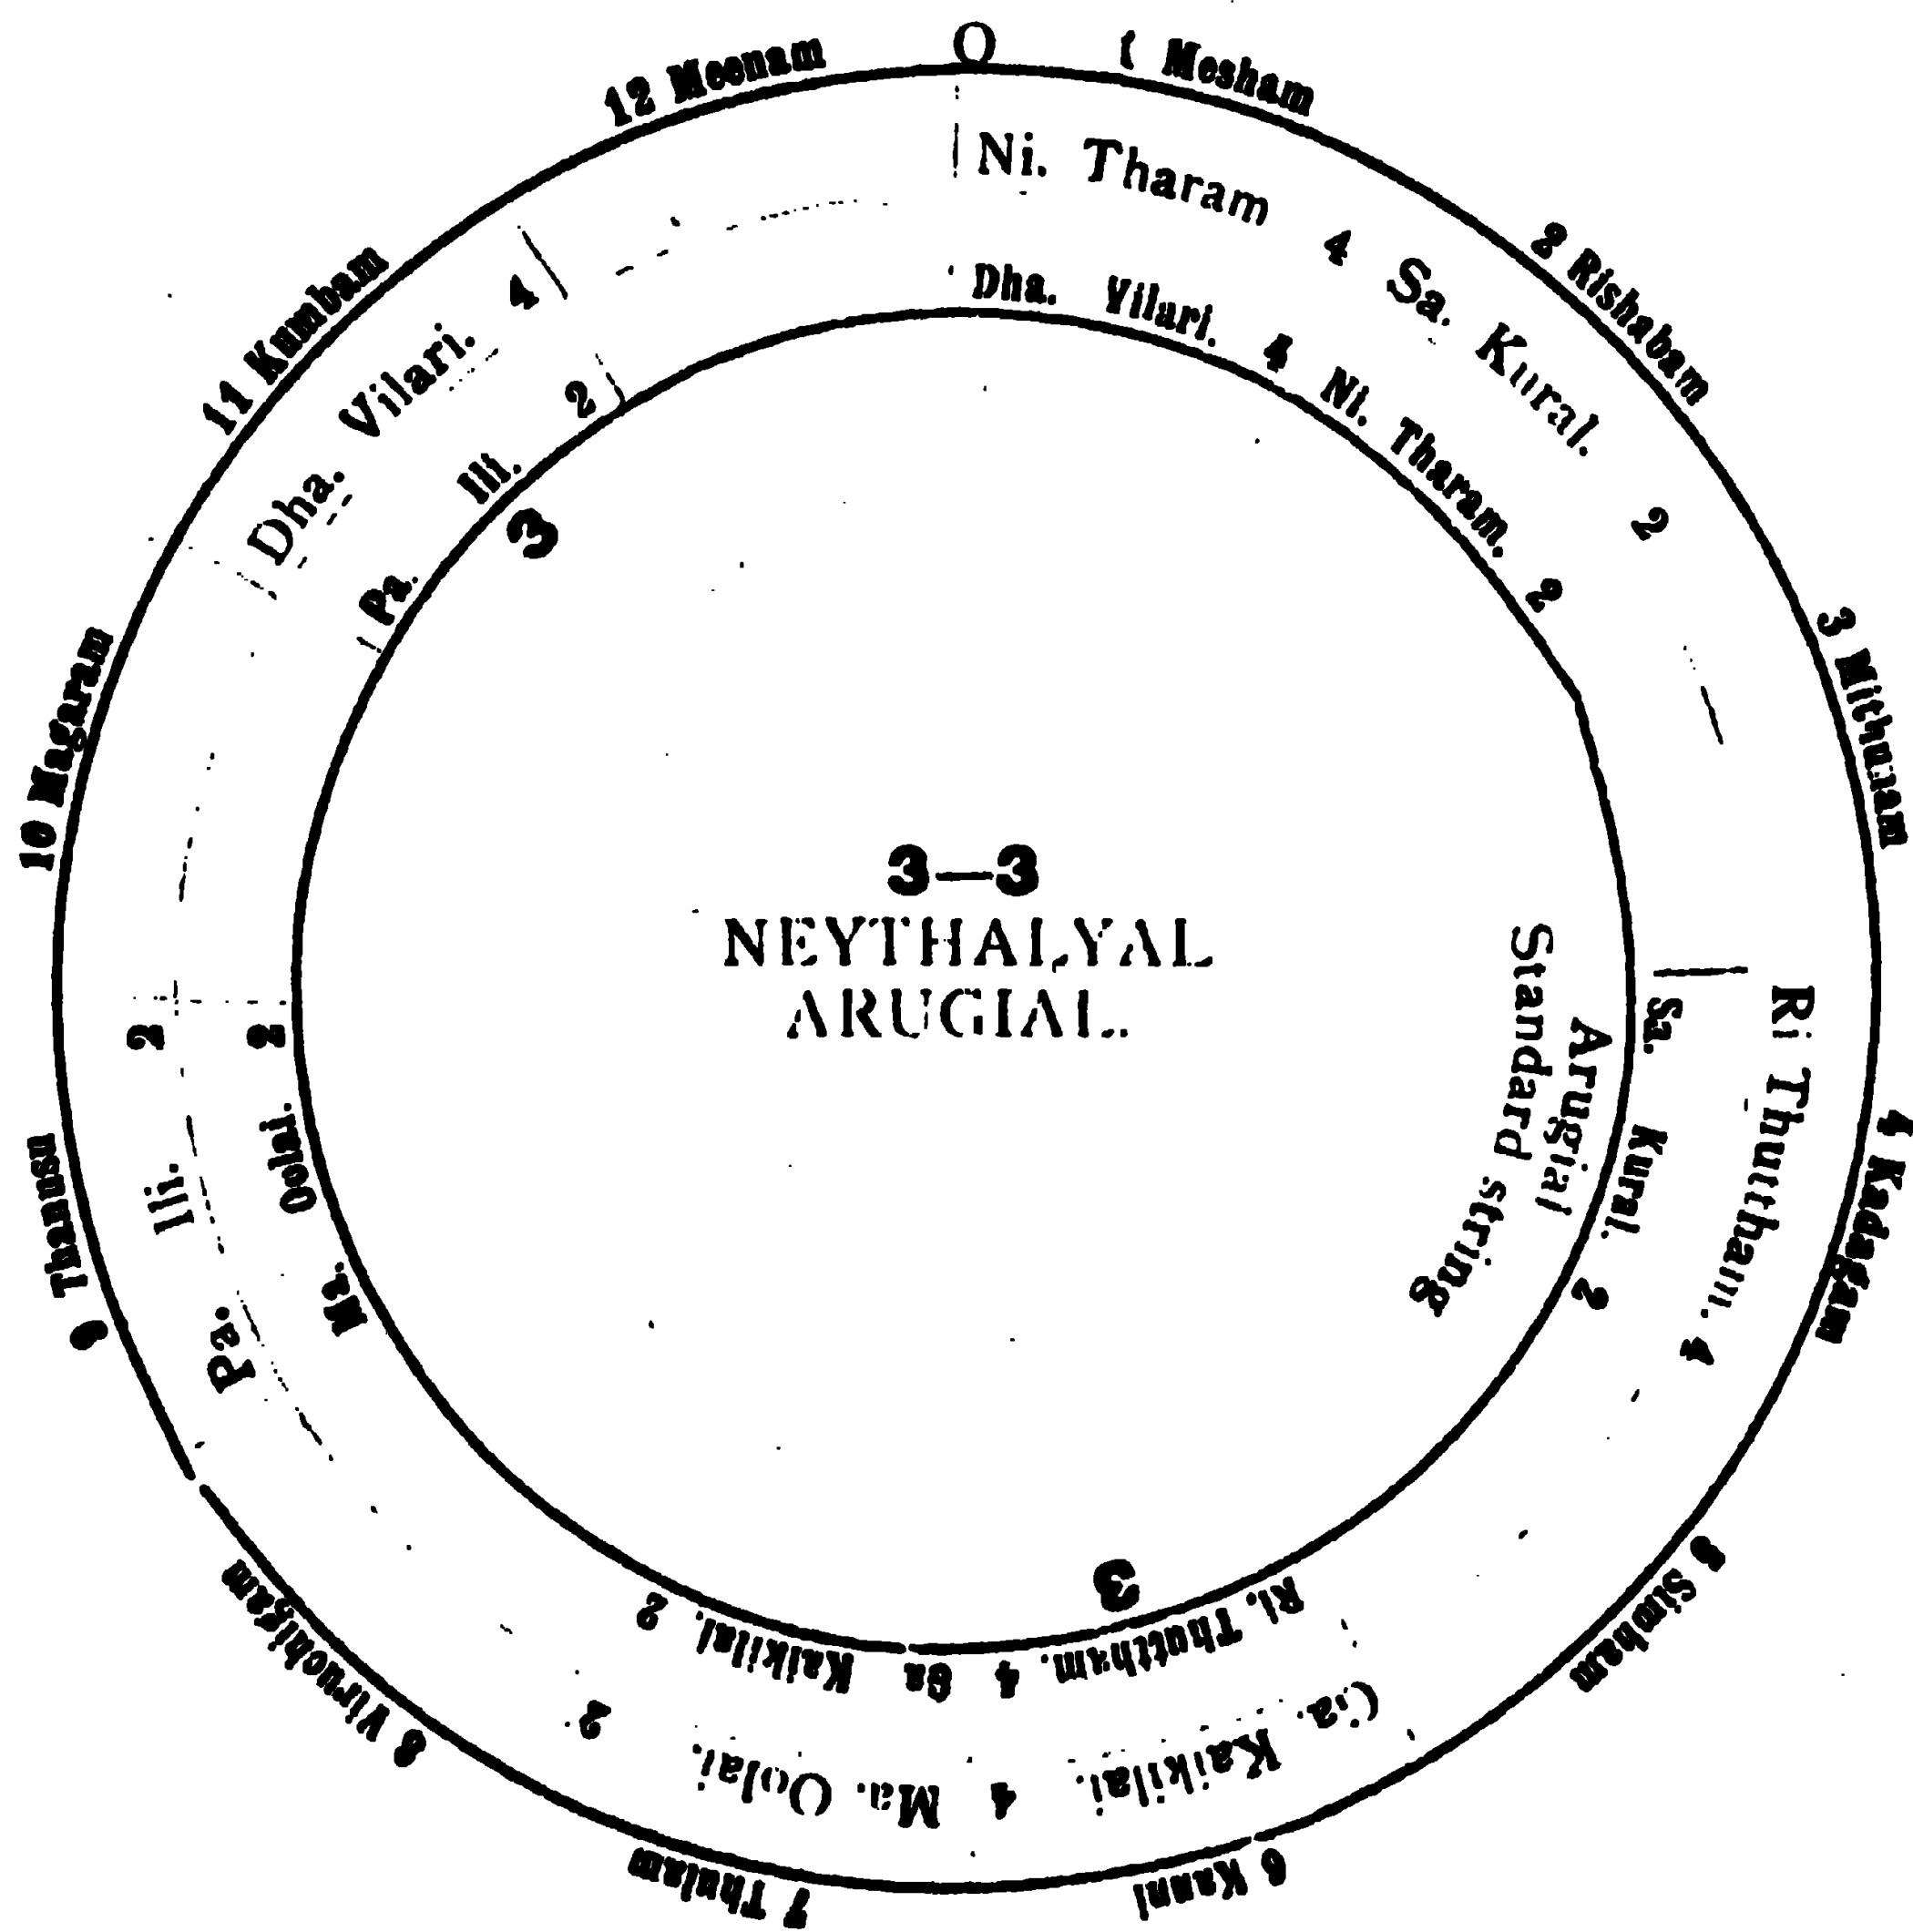 O
1 Mesham
2 Rishabam
3 Mithunam
4 Kadagam
5 Simham
6 Kanni
7 Thulam
8 Viruchigam
9 Thanusu
10 Magaram
11 Kumbam
12 Meenam
Ni. Tharam 4
Sa. Kural. 2
Ri Thuttham. 4
Ga. Kaikilai. 4
Ma. Oolai. 2
Pa. Ili. 2
Dha. Vilari. 4
Dha. Vilari. 4
Ni. Tharam. 2
Sa. Kural. 2
Ri. Thuttham. 4
Ga Kaikilai. 2
Ma. Oolai. 2
Pa. Ili. 2
3
3
Arugial
Standard string
3—3
NEYTHALYAL
ARUGIAL.